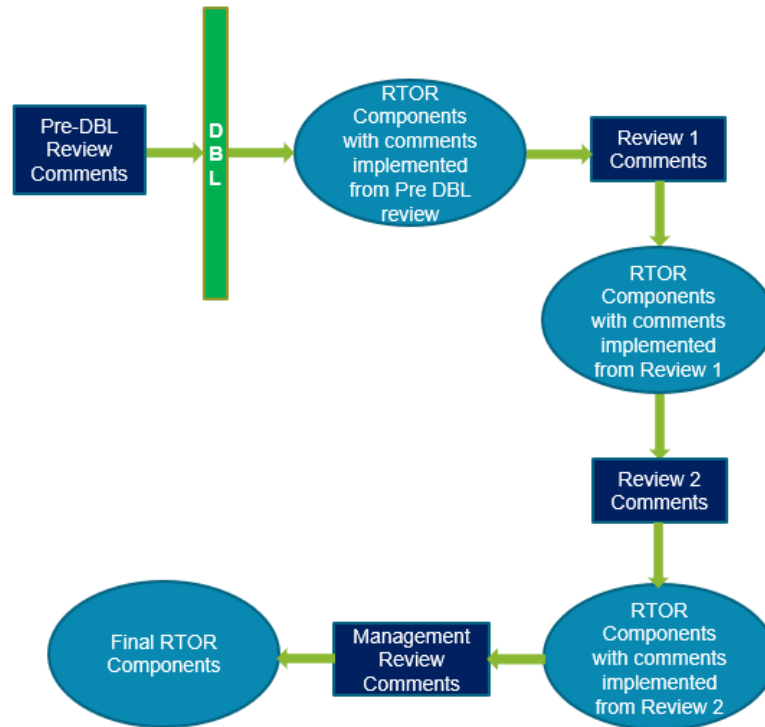 Pre-DBL
Review
Comments
D
B
L
RTOR
Components
with comments
implemented
from Pre DBL
review
Review 1
Comments
RTOR
Components
with comments
implemented
from Review 1
Review 2
Comments
RTOR
Components
with comments
implemented
from Review 2
Management
Review
Comments
Final RTOR
Components